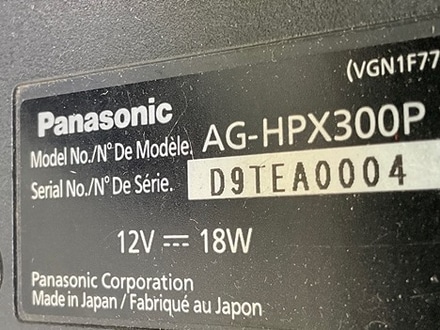 (VGN1F77
Panasonic
Model No./N° De Modèle. AG-HPX300P
Serial No./N° De Série. D9TEA0004
12V ⎓ 18W
Panasonic Corporation
Made in Japan / Fabriqué au Japon